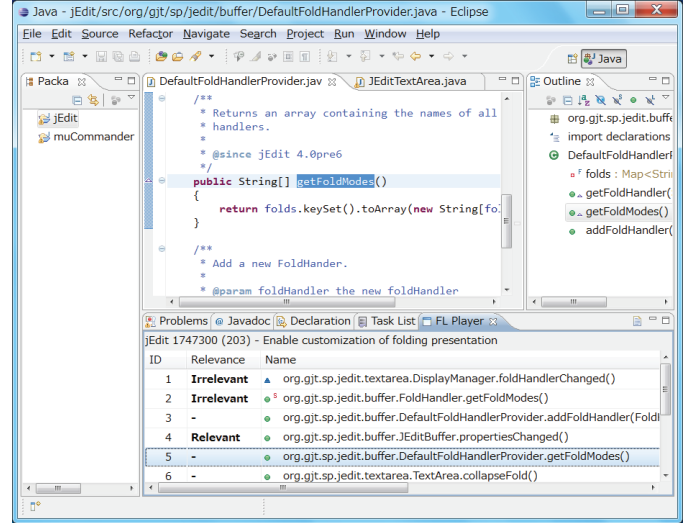 Java - jEdit/src/org/gjt/sp/jedit/buffer/DefaultFoldHandlerProvider.java - Eclipse
File Edit Source Refactor Navigate Search Project Run Window Help
Java
Packa
jEdit
muCommander
DefaultFoldHandlerProvider.jav JEditTextArea.java
/**
* Returns an array containing the names of all
* handlers.
*
* @since jEdit 4.0pre6
*/
public String[] getFoldModes()
{
return folds.keySet().toArray(new String[fol
}
/**
* Add a new FoldHander.
*
* @param foldHandler the new foldHandler
Outline
org.gjt.sp.jedit.buffe
import declarations
DefaultFoldHandlerP
folds : Map<Strin
getFoldHandler(
getFoldModes()
addFoldHandler(
Problems @ Javadoc Declaration Task List FL Player
jEdit 1747300 (203) - Enable customization of folding presentation
ID Relevance Name
1 Irrelevant org.gjt.sp.jedit.textarea.DisplayManager.foldHandlerChanged()
2 Irrelevant S org.gjt.sp.jedit.buffer.FoldHandler.getFoldModes()
3 - org.gjt.sp.jedit.buffer.DefaultFoldHandlerProvider.addFoldHandler(Foldl
4 Relevant org.gjt.sp.jedit.buffer.JEditBuffer.propertiesChanged()
5 - org.gjt.sp.jedit.buffer.DefaultFoldHandlerProvider.getFoldModes()
6 - org.gjt.sp.jedit.textarea.TextArea.collapseFold()